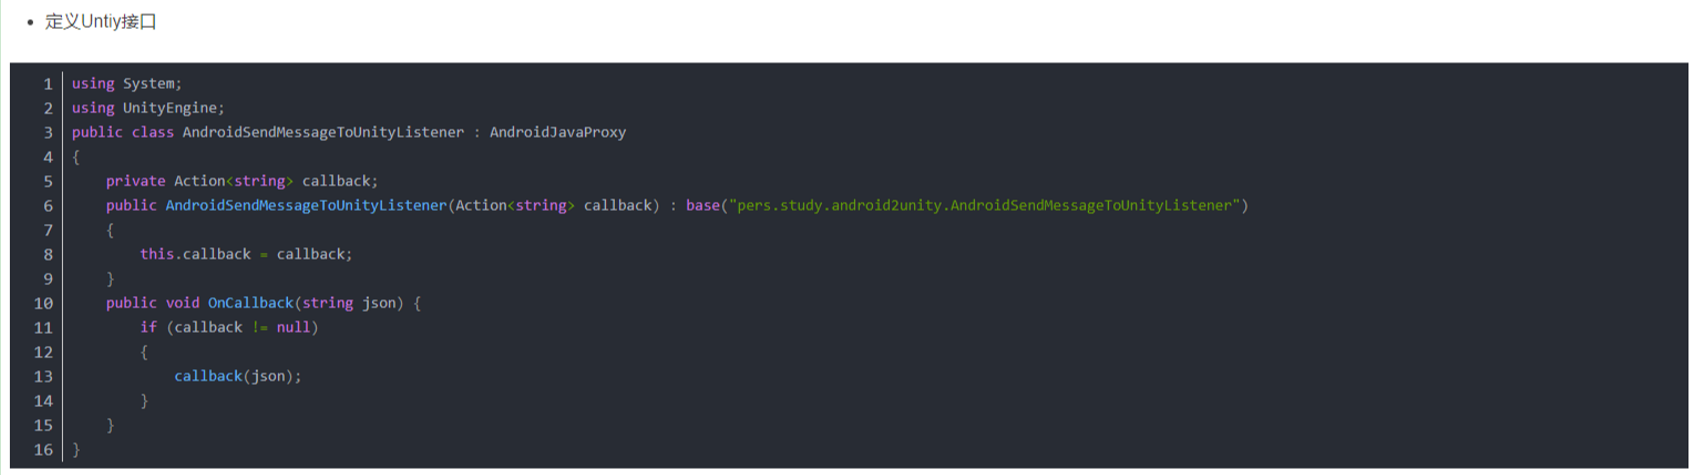 • 定义Untiy接口
1 using System;
2 using UnityEngine;
3 public class AndroidSendMessageToUnityListener : AndroidJavaProxy
4 {
5     private Action<string> callback;
6     public AndroidSendMessageToUnityListener(Action<string> callback) : base("pers.study.android2unity.AndroidSendMessageToUnityListener")
7     {
8         this.callback = callback;
9     }
10     public void OnCallback(string json) {
11         if (callback != null)
12         {
13             callback(json);
14         }
15     }
16 }